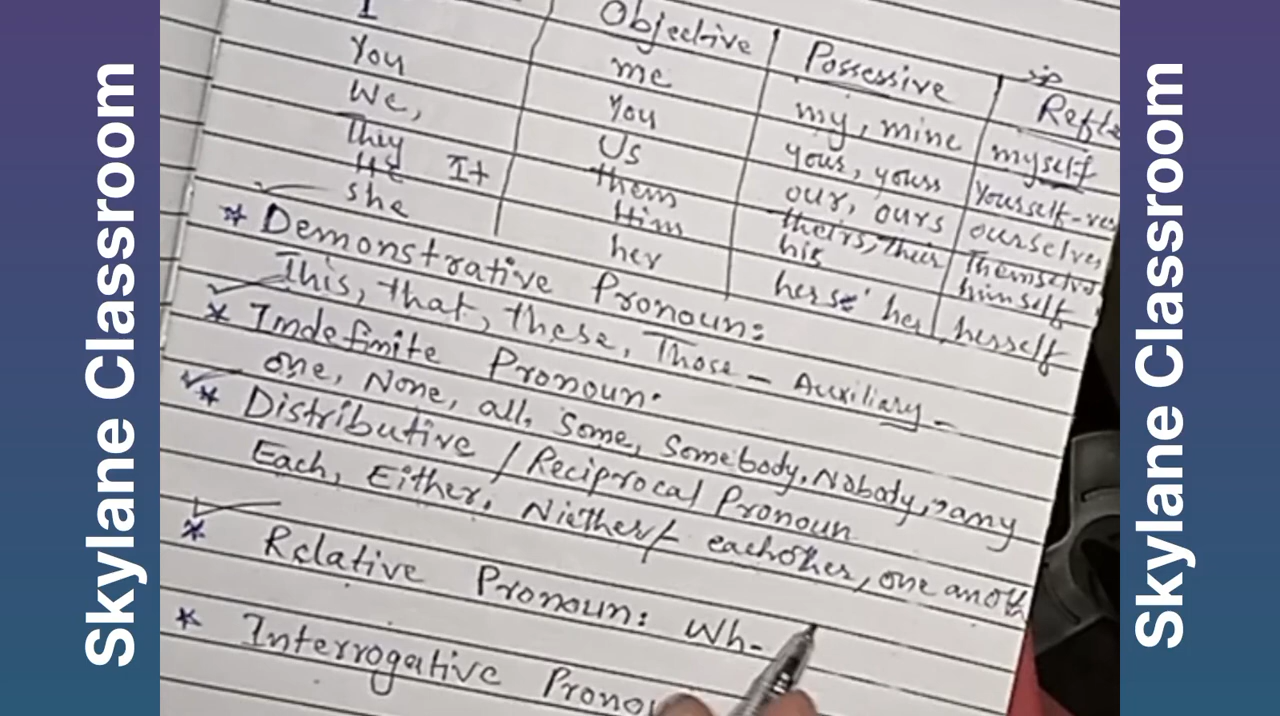 Skylane Classroom
I Objective Possessive Refle
You me my, mine myself
We, You your, yours Yourself-ves
They Us our, ours ourselves
He It them theirs, their Themselves
she Him his himself
her hers her herself
* Demonstrative Pronoun:
This, that, these, Those - Auxiliary -
* Indefinite Pronoun.
one, None, all, Some, Somebody, Nobody, any
* Distributive / Reciprocal Pronoun
Each, Either, Niether/ eachother, one anoth
* Relative Pronoun: Wh-
* Interrogative Pronou
Skylane Classroom